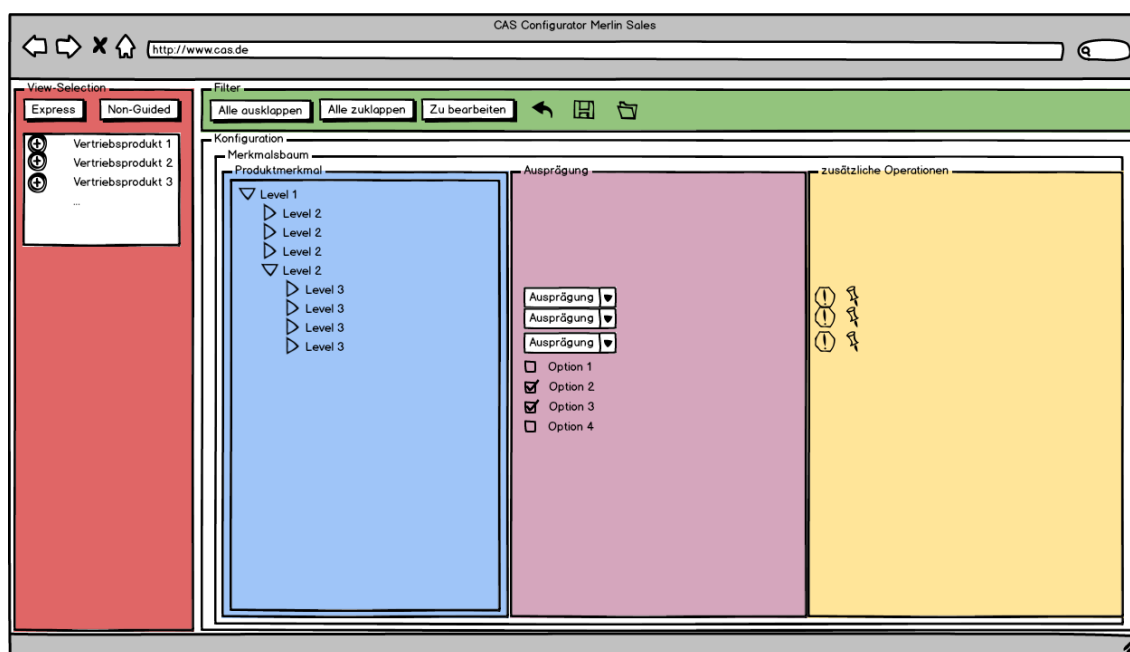 CAS Configurator Merlin Sales
http://www.cas.de
View-Selection
Express Non-Guided
Vertriebsprodukt 1
Vertriebsprodukt 2
Vertriebsprodukt 3
...
Filter
Alle ausklappen Alle zuklappen Zu bearbeiten
Konfiguration
Merkmalsbaum
Produktmerkmal
Level 1
Level 2
Level 2
Level 2
Level 2
Level 3
Level 3
Level 3
Level 3
Ausprägung
Ausprägung
Ausprägung
Ausprägung
Option 1
Option 2
Option 3
Option 4
zusätzliche Operationen